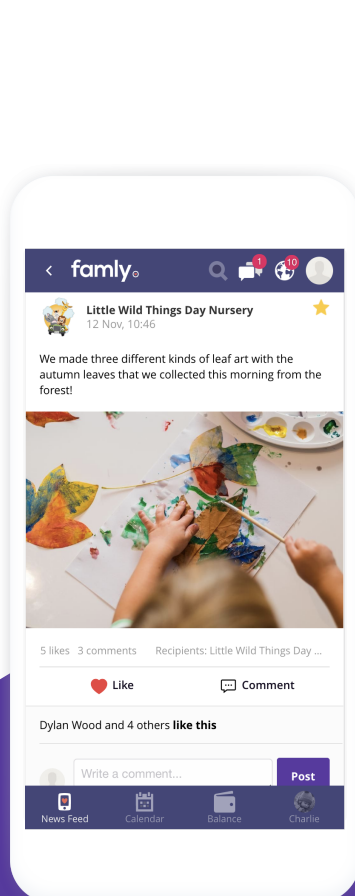 famly
1
10
Little Wild Things Day Nursery
12 Nov, 10:46
We made three different kinds of leaf art with the
autumn leaves that we collected this morning from the
forest!
5 likes 3 comments Recipients: Little Wild Things Day ...
Like Comment
Dylan Wood and 4 others like this
Write a comment... Post
News Feed Calendar Balance Charlie